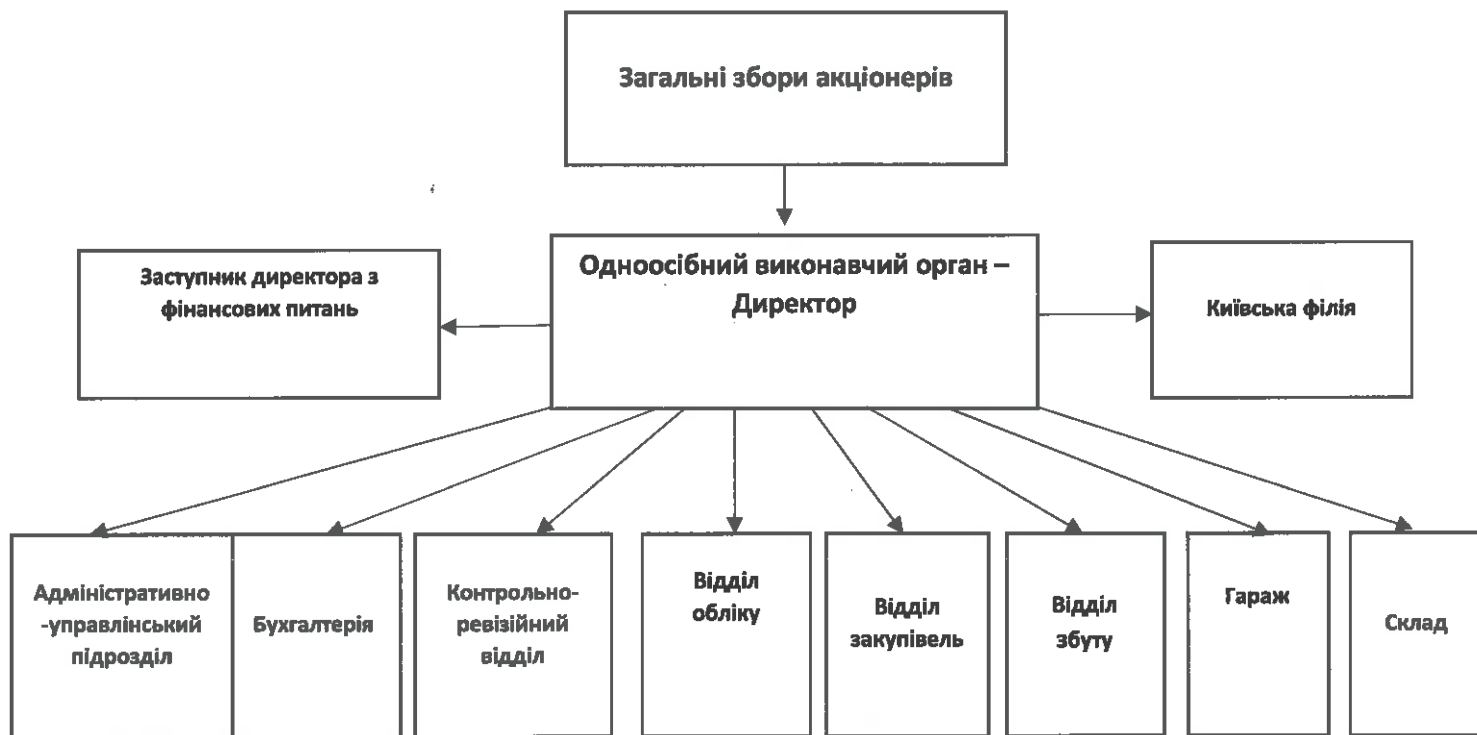 Загальні збори акціонерів
Заступник директора з
фінансових питань
Одноосібний виконавчий орган –
Директор
Київська філія
Адміністративно
-управлінський
підрозділ
Бухгалтерія
Контрольно-
ревізійний
відділ
Відділ
обліку
Відділ
закупівель
Відділ
збуту
Гараж
Склад